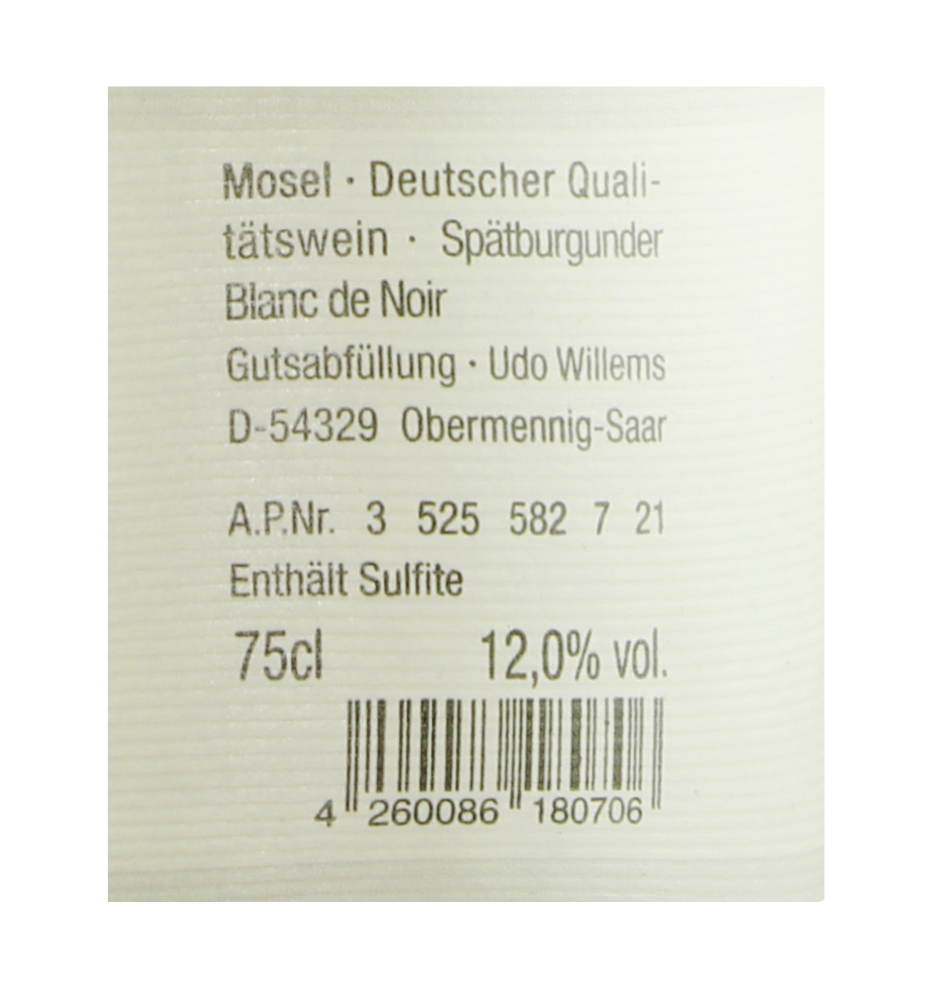 Mosel · Deutscher Quali-
tätswein · Spätburgunder
Blanc de Noir
Gutsabfüllung · Udo Willems
D-54329 Obermennig-Saar
A.P.Nr. 3 525 582 7 21
Enthält Sulfite
75cl 12,0% vol.
4 260086 180706